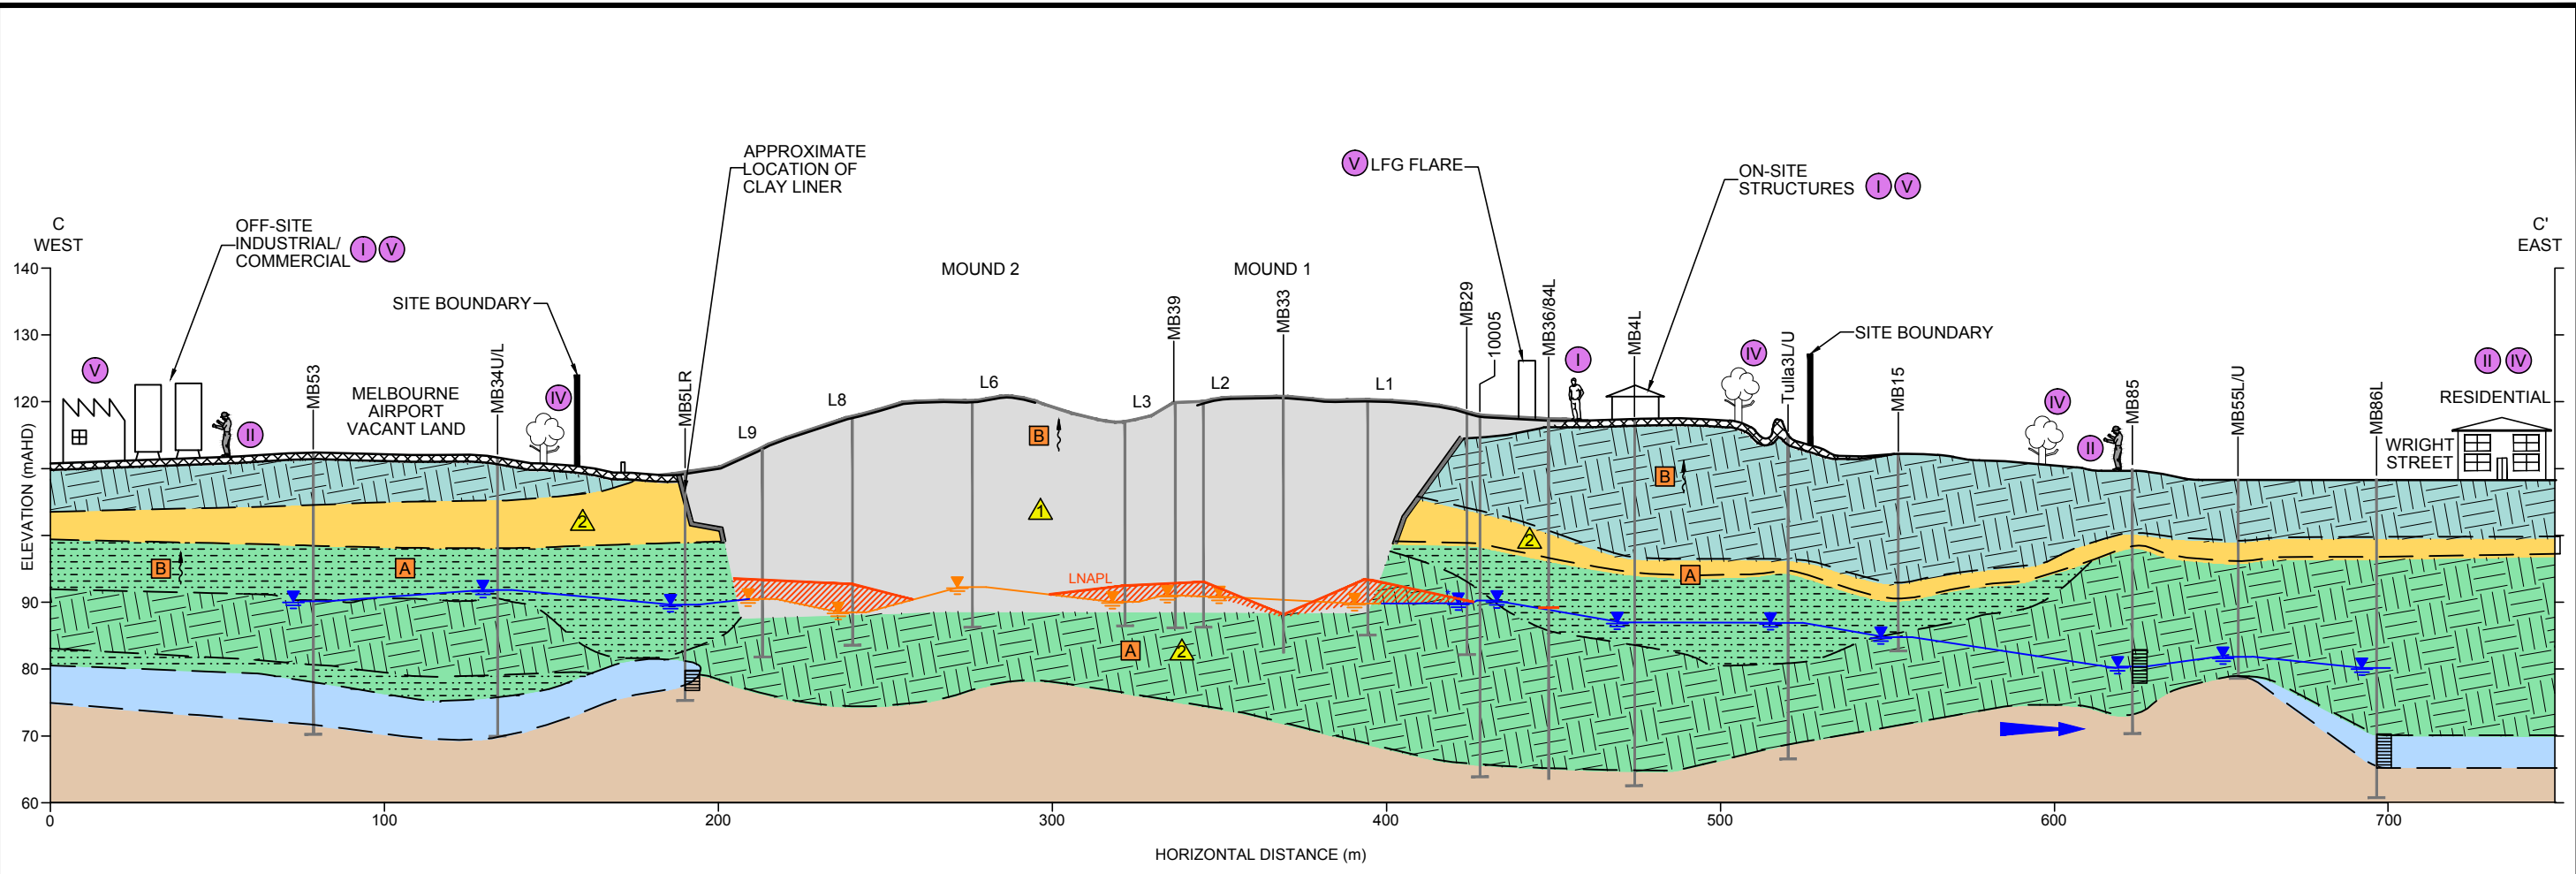 APPROXIMATE
LOCATION OF
CLAY LINER
V LFG FLARE
ON-SITE
STRUCTURES I V
C
WEST
OFF-SITE
INDUSTRIAL/
COMMERCIAL I V
C'
EAST
MOUND 2
MOUND 1
SITE BOUNDARY
SITE BOUNDARY
140
130
120
90
80
70
60
ELEVATION (mAHD)
V
II
MB53
MELBOURNE
AIRPORT
VACANT LAND
MB34U/L
IV
MB5LR
L9
L8
L6
L3
MB39
L2
MB33
L1
MB29
10005
MB36/84L
I
MB4L
IV
Tulla3L/U
MB15
IV
II
MB85
MB55L/U
MB86L
II IV
RESIDENTIAL
WRIGHT
STREET
B
B
1
2
2
B
A
A
LNAPL
A
2
0
100
200
300
400
500
600
700
HORIZONTAL DISTANCE (m)